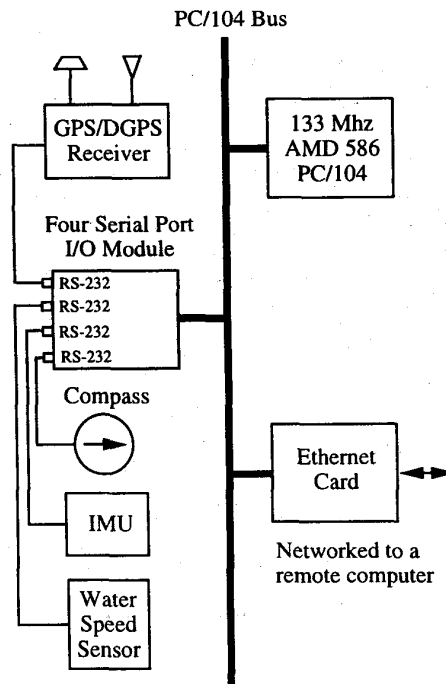 PC/104 Bus
GPS/DGPS
Receiver
133 Mhz
AMD 586
PC/104
Four Serial Port
I/O Module
RS-232
RS-232
RS-232
RS-232
Compass
IMU
Water
Speed
Sensor
Ethernet
Card
Networked to a
remote computer